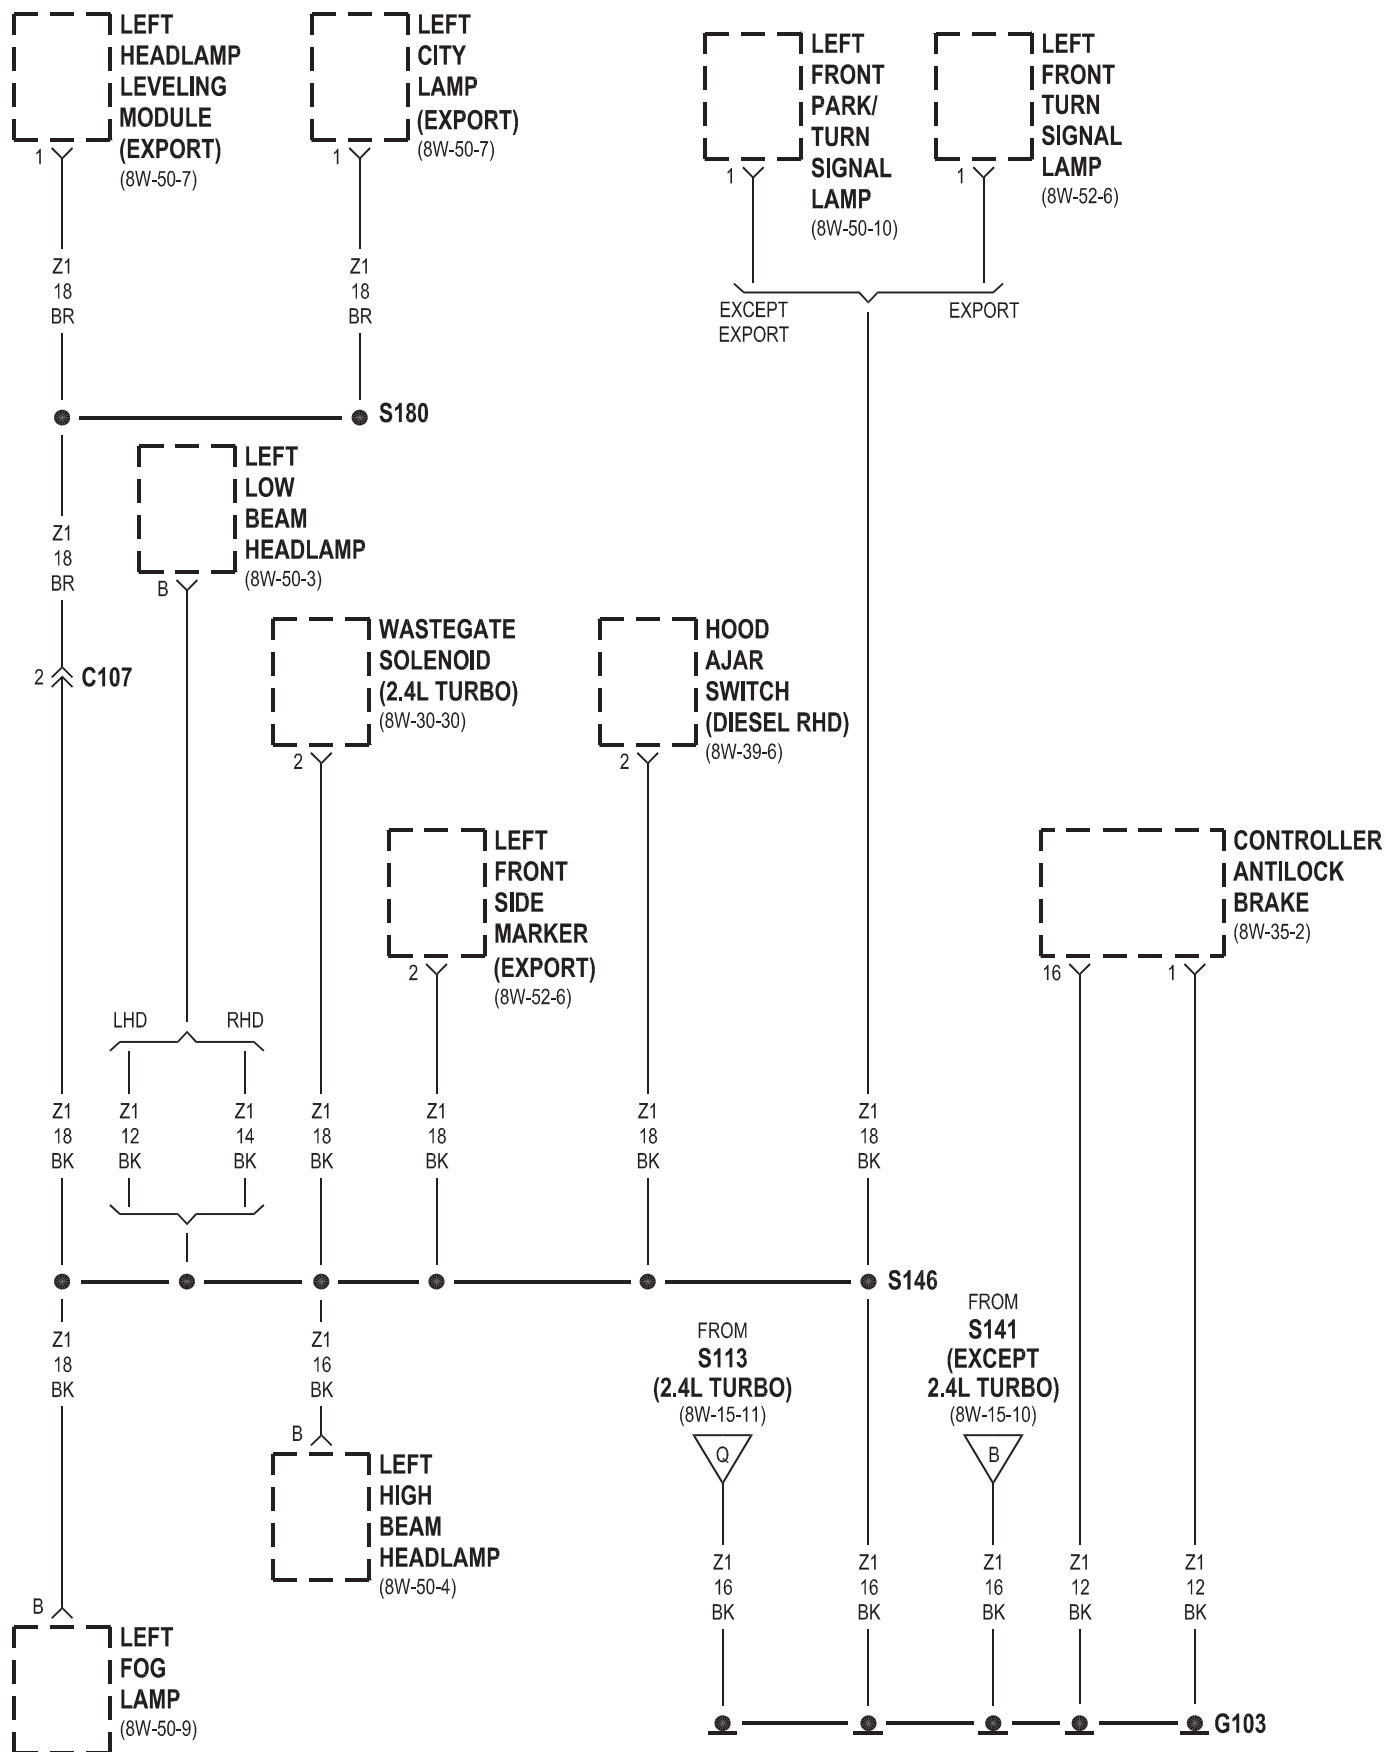 LEFT
HEADLAMP
LEVELING
MODULE
(EXPORT)
(8W-50-7)
1
LEFT
CITY
LAMP
(EXPORT)
(8W-50-7)
1
LEFT
FRONT
PARK/
TURN
SIGNAL
LAMP
(8W-50-10)
1
LEFT
FRONT
TURN
SIGNAL
LAMP
(8W-52-6)
1
Z1
18
BR
Z1
18
BR
EXCEPT
EXPORT
EXPORT
S180
LEFT
LOW
BEAM
HEADLAMP
(8W-50-3)
B
Z1
18
BR
2
C107
WASTEGATE
SOLENOID
(2.4L TURBO)
(8W-30-30)
2
HOOD
AJAR
SWITCH
(DIESEL RHD)
(8W-39-6)
2
LEFT
FRONT
SIDE
MARKER
(EXPORT)
(8W-52-6)
2
CONTROLLER
ANTILOCK
BRAKE
(8W-35-2)
16
1
LHD
RHD
Z1
18
BK
Z1
12
BK
Z1
14
BK
Z1
18
BK
Z1
18
BK
Z1
18
BK
Z1
18
BK
S146
Z1
18
BK
Z1
16
BK
FROM
S113
(2.4L TURBO)
(8W-15-11)
Q
FROM
S141
(EXCEPT
2.4L TURBO)
(8W-15-10)
B
B
LEFT
HIGH
BEAM
HEADLAMP
(8W-50-4)
Z1
16
BK
Z1
16
BK
Z1
16
BK
Z1
12
BK
Z1
12
BK
B
LEFT
FOG
LAMP
(8W-50-9)
G103